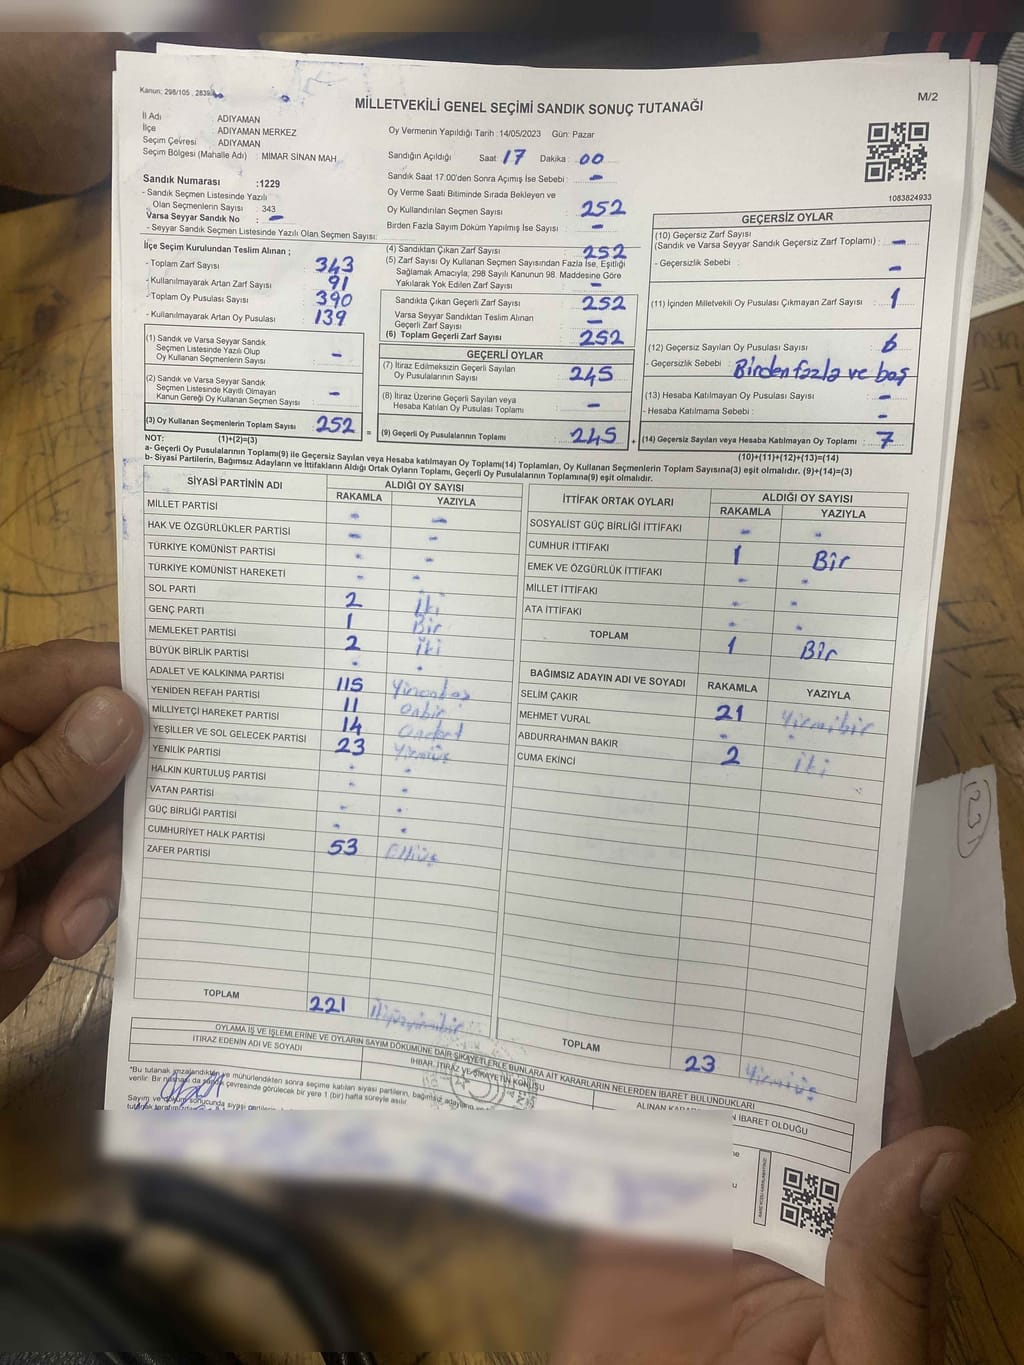 Kanun; 298/105 , 2839/
MİLLETVEKİLİ GENEL SEÇİMİ SANDIK SONUÇ TUTANAĞI
M/2
İl Adı : ADIYAMAN
İlçe : ADIYAMAN MERKEZ
Seçim Çevresi : ADIYAMAN
Seçim Bölgesi (Mahalle Adı) : MİMAR SİNAN MAH.
Sandık Numarası :1229
- Sandık Seçmen Listesinde Yazılı
Olan Seçmenlerin Sayısı : 343
Varsa Seyyar Sandık No : -
- Seyyar Sandık Seçmen Listesinde Yazılı Olan Seçmen Sayısı:
Oy Vermenin Yapıldığı Tarih :14/05/2023 Gün: Pazar
Sandığın Açıldığı Saat : 17 Dakika : 00
Sandık Saat 17:00'den Sonra Açımış İse Sebebi : -
Oy Verme Saati Bitiminde Sırada Bekleyen ve
Oy Kullandırılan Seçmen Sayısı : 252
Birden Fazla Sayım Döküm Yapılmış İse Sayısı : -
1083824933
İlçe Seçim Kurulundan Teslim Alınan ;
- Toplam Zarf Sayısı : 343
- Kullanılmayarak Artan Zarf Sayısı : 91
- Toplam Oy Pusulası Sayısı : 390
- Kullanılmayarak Artan Oy Pusulası : 139
(1) Sandık ve Varsa Seyyar Sandık
Seçmen Listesinde Yazılı Olup
Oy Kullanan Seçmenlerin Sayısı : -
(2) Sandık ve Varsa Seyyar Sandık
Seçmen Listesinde Kayıtlı Olmayan
Kanun Gereği Oy Kullanan Seçmen Sayısı : -
(3) Oy Kullanan Seçmenlerin Toplam Sayısı : 252
(4) Sandıktan Çıkan Zarf Sayısı : 252
(5) Zarf Sayısı Oy Kullanan Seçmen Sayısından Fazla İse, Eşitliği
Sağlamak Amacıyla; 298 Sayılı Kanunun 98. Maddesine Göre
Yakılarak Yok Edilen Zarf Sayısı : -
Sandıkta Çıkan Geçerli Zarf Sayısı : 252
Varsa Seyyar Sandıktan Teslim Alınan
Geçerli Zarf Sayısı : -
(6) Toplam Geçerli Zarf Sayısı : 252
GEÇERLİ OYLAR
(7) İtiraz Edilmeksizin Geçerli Sayılan
Oy Pusulalarının Sayısı : 245
(8) İtiraz Üzerine Geçerli Sayılan veya
Hesaba Katılan Oy Pusulası Toplamı : -
= (9) Geçerli Oy Pusulalarının Toplamı : 245
GEÇERSİZ OYLAR
(10) Geçersiz Zarf Sayısı
(Sandık ve Varsa Seyyar Sandık Geçersiz Zarf Toplamı) : -
- Geçersizlik Sebebi : -
(11) İçinden Milletvekili Oy Pusulası Çıkmayan Zarf Sayısı : 1
(12) Geçersiz Sayılan Oy Pusulası Sayısı : 6
- Geçersizlik Sebebi : Birden fazla ve boş
(13) Hesaba Katılmayan Oy Pusulası Sayısı : -
- Hesaba Katılmama Sebebi : -
+ (14) Geçersiz Sayılan veya Hesaba Katılmayan Oy Toplamı : 7
NOT: (1)+(2)=(3)
(10)+(11)+(12)+(13)=(14)
a- Geçerli Oy Pusulalarının Toplamı(9) ile Geçersiz Sayılan veya Hesaba katılmayan Oy Toplamı(14) Toplamları, Oy Kullanan Seçmenlerin Toplam Sayısına(3) eşit olmalıdır. (9)+(14)=(3)
b- Siyasi Partilerin, Bağımsız Adayların ve İttifakların Aldığı Ortak Oyların Toplamı, Geçerli Oy Pusulalarının Toplamına(9) eşit olmalıdır.
SİYASİ PARTİNİN ADI
ALDIĞI OY SAYISI
RAKAMLA YAZIYLA
MİLLET PARTİSİ - -
HAK VE ÖZGÜRLÜKLER PARTİSİ - -
TÜRKİYE KOMÜNİST PARTİSİ - -
TÜRKİYE KOMÜNİST HAREKETİ - -
SOL PARTİ 2 İki
GENÇ PARTİ 1 Bir
MEMLEKET PARTİSİ 2 İki
BÜYÜK BİRLİK PARTİSİ - -
ADALET VE KALKINMA PARTİSİ 115
YENİDEN REFAH PARTİSİ 11 onbir
MİLLİYETÇİ HAREKET PARTİSİ 14 ondört
YEŞİLLER VE SOL GELECEK PARTİSİ 23 Yirmiüç
YENİLİK PARTİSİ - -
HALKIN KURTULUŞ PARTİSİ - -
VATAN PARTİSİ - -
GÜÇ BİRLİĞİ PARTİSİ - -
CUMHURİYET HALK PARTİSİ 53 Elliüç
ZAFER PARTİSİ
TOPLAM 221 ikiyüzyirmibir
İTTİFAK ORTAK OYLARI
ALDIĞI OY SAYISI
RAKAMLA YAZIYLA
SOSYALİST GÜÇ BİRLİĞİ İTTİFAKI - -
CUMHUR İTTİFAKI 1 Bir
EMEK VE ÖZGÜRLÜK İTTİFAKI - -
MİLLET İTTİFAKI - -
ATA İTTİFAKI - -
TOPLAM 1 Bir
BAĞIMSIZ ADAYIN ADI VE SOYADI RAKAMLA YAZIYLA
SELİM ÇAKIR 21 Yirmibir
MEHMET VURAL - -
ABDURRAHMAN BAKIR 2 iki
CUMA EKİNCİ
TOPLAM 23 Yirmiüç
OYLAMA İŞ VE İŞLEMLERİNE VE OYLARIN SAYIM DÖKÜMÜNE DAİR ŞİKAYETLERLE BUNLARA AİT KARARLARIN NELERDEN İBARET BULUNDUKLARI
İTİRAZ EDENİN ADI VE SOYADI
İHBAR, İTİRAZ VE ŞİKAYETİN KONUSU
ALINAN
N İBARET OLDUĞU
*Bu tutanak imzalandıktan ve mühürlendikten sonra seçime katılan siyasi partilerin, bağımsız adayların
verilir. Bir nüshası da sandık çevresinde görülecek bir yere 1 (bir) hafta süreyle asılır.
Sayım ve döküm sonucunda siyasi partilerin,